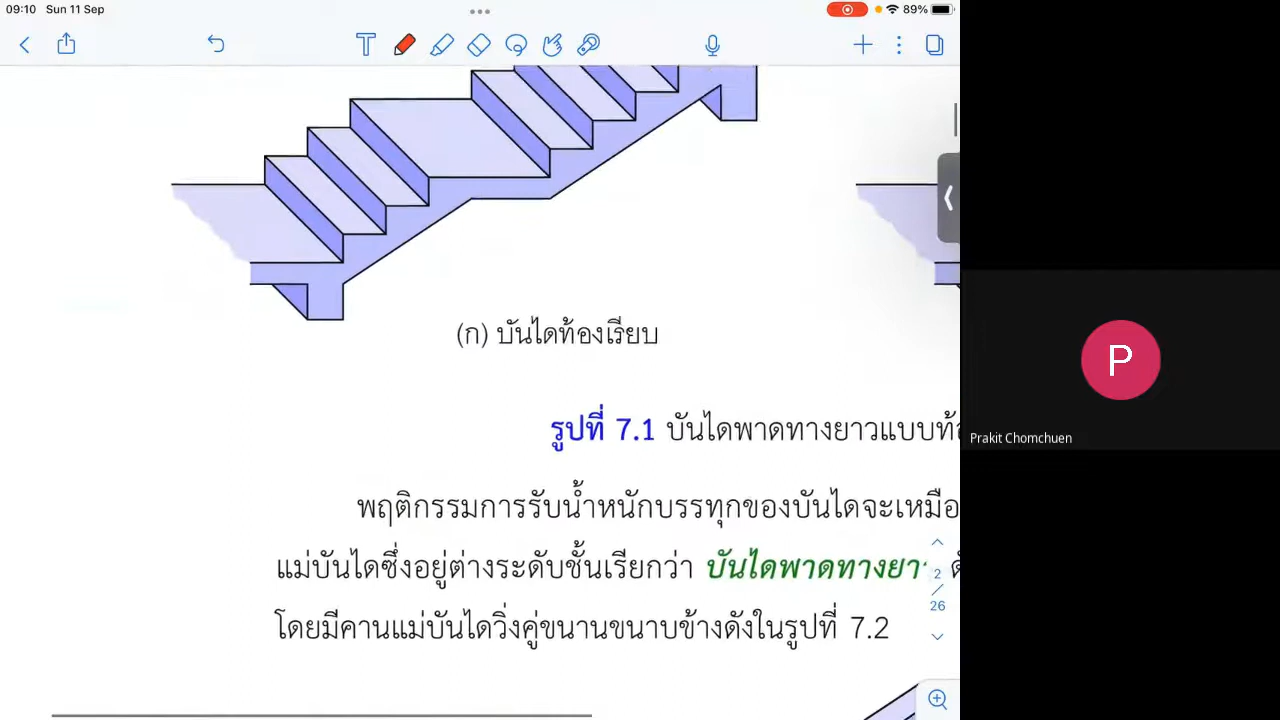 09:10 Sun 11 Sep
89%
T
(ก) บันไดท้องเรียบ
รูปที่ 7.1 บันไดพาดทางยาวแบบท้
พฤติกรรมการรับน้ำหนักบรรทุกของบันไดจะเหมือ
แม่บันไดซึ่งอยู่ต่างระดับชั้นเรียกว่า บันไดพาดทางยา
โดยมีคานแม่บันไดวิ่งคู่ขนานขนาบข้างดังในรูปที่ 7.2
2
/
26
P
Prakit Chomchuen